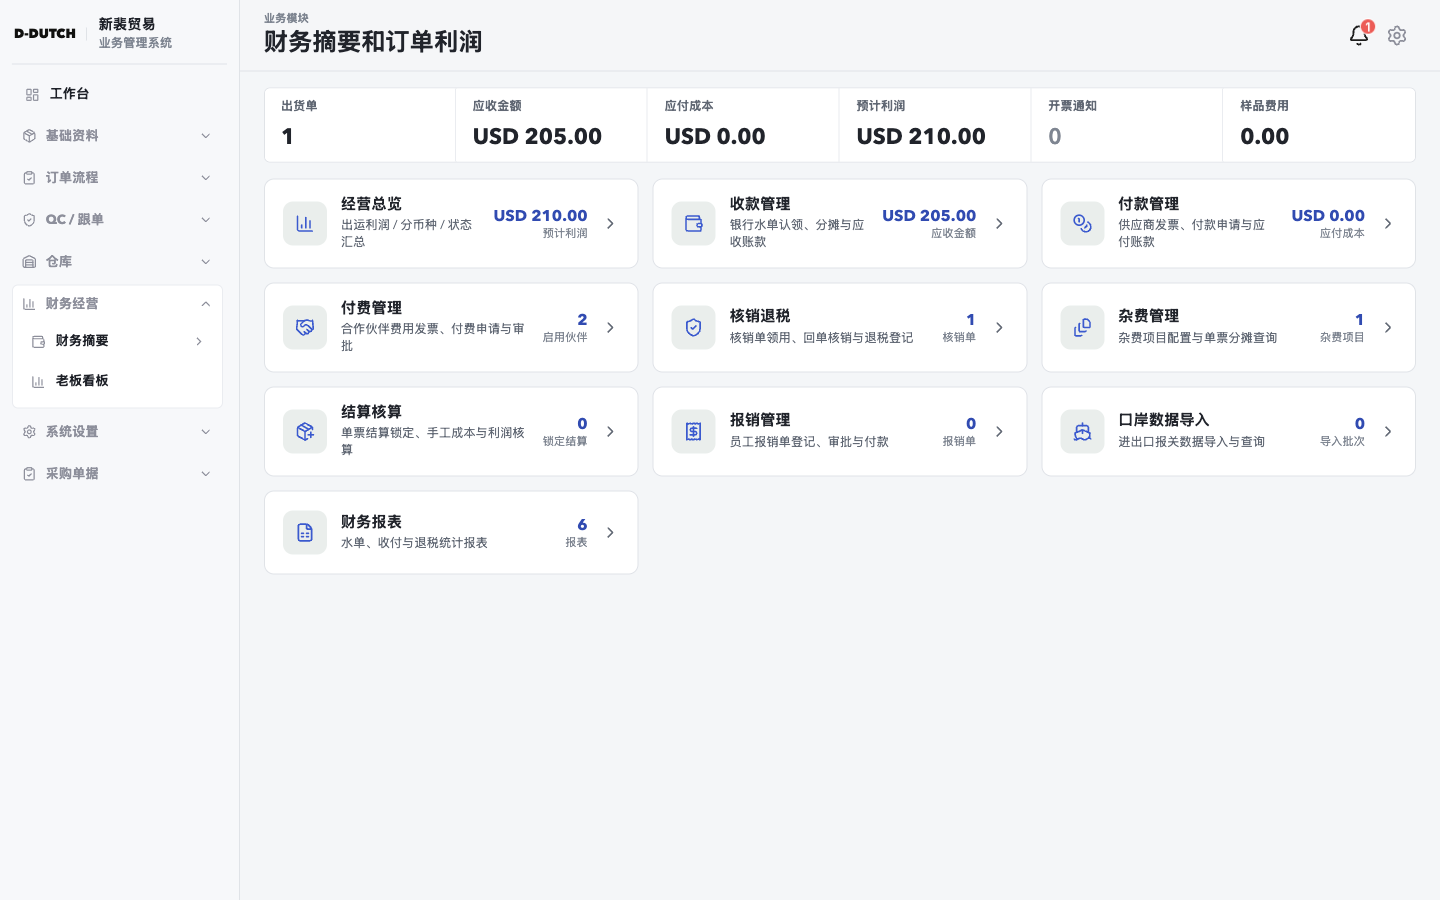 D-DUTCH
新裴贸易
业务管理系统
工作台
基础资料
订单流程
QC / 跟单
仓库
财务经营
财务摘要
老板看板
系统设置
采购单据
业务模块
财务摘要和订单利润
1
出货单
1
应收金额
USD 205.00
应付成本
USD 0.00
预计利润
USD 210.00
开票通知
0
样品费用
0.00
经营总览
出运利润 / 分币种 / 状态
汇总
USD 210.00
预计利润
收款管理
银行水单认领、分摊与应
收账款
USD 205.00
应收金额
付款管理
供应商发票、付款申请与应
付账款
USD 0.00
应付成本
付费管理
合作伙伴费用发票、付费申请与审
批
2
启用伙伴
核销退税
核销单领用、回单核销与退税登记
1
核销单
杂费管理
杂费项目配置与单票分摊查询
1
杂费项目
结算核算
单票结算锁定、手工成本与利润核
算
0
锁定结算
报销管理
员工报销单登记、审批与付款
0
报销单
口岸数据导入
进出口报关数据导入与查询
0
导入批次
财务报表
水单、收付与退税统计报表
6
报表